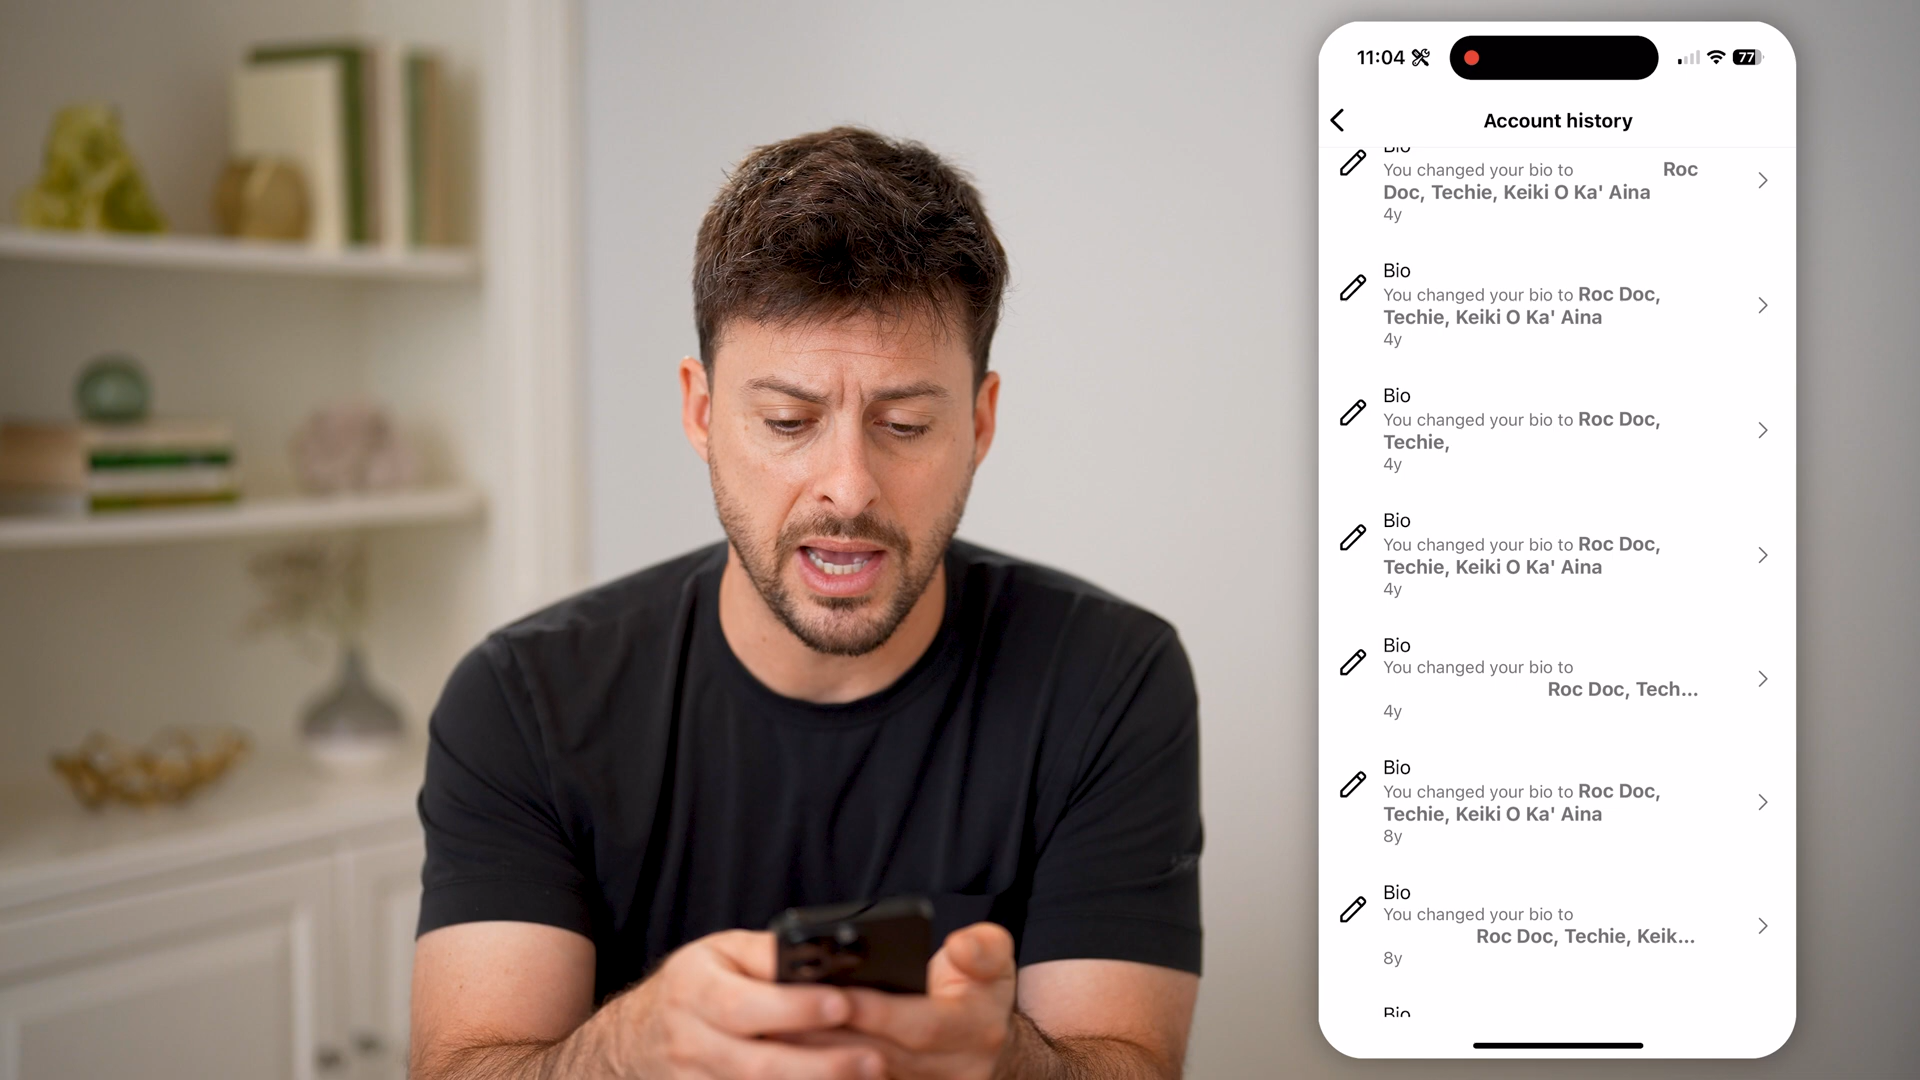 11:04
77
Account history
Bio
You changed your bio to Roc
Doc, Techie, Keiki O Ka' Aina
4y
Bio
You changed your bio to Roc Doc,
Techie, Keiki O Ka' Aina
4y
Bio
You changed your bio to Roc Doc,
Techie,
4y
Bio
You changed your bio to Roc Doc,
Techie, Keiki O Ka' Aina
4y
Bio
You changed your bio to
Roc Doc, Tech...
4y
Bio
You changed your bio to Roc Doc,
Techie, Keiki O Ka' Aina
8y
Bio
You changed your bio to
Roc Doc, Techie, Keik...
8y
Bio